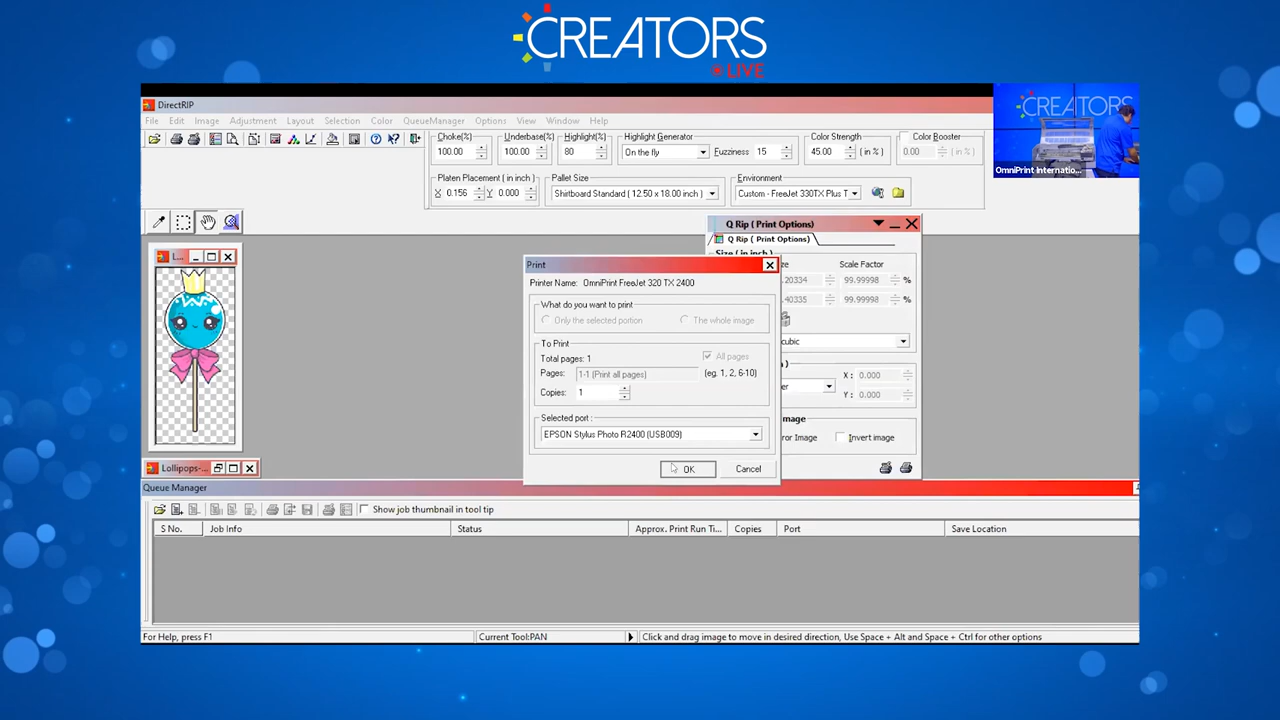 CREATORS
LIVE
DirectRIP
File Edit Image Adjustment Layout Selection Color QueueManager Options View Window Help
CREATORS
OmniPrint Internatio...
Choke(%) Underbase(%) Highlight(%) Highlight Generator Color Strength Color Booster
100.00 100.00 80 On the fly Fuzziness 15 45.00 ( in % ) 0.00 ( in % )
Platen Placement ( in inch ) Pallet Size Environment
X 0.156 Y 0.000 Shirtboard Standard ( 12.50 x 18.00 inch ) Custom - FreeJet 330TX Plus T
Q Rip ( Print Options)
Q Rip ( Print Options)
Size ( in inch )
L...
Print
Scale Factor
Printer Name: OmniPrint FreeJet 320 TX 2400
.20334 99.99998 %
.40335 99.99998 %
What do you want to print
Only the selected portion The whole image
cubic
To Print
Total pages: 1 All pages
Pages: 1-1 (Print all pages) (eg. 1, 2, 6-10)
Copies: 1
X : 0.000
Y : 0.000
Selected port :
EPSON Stylus Photo R2400 (USB009)
Invert image
OK Cancel
Lollipops-...
Queue Manager
Show job thumbnail in tool tip
S No. Job Info Status Approx. Print Run Ti... Copies Port Save Location
For Help, press F1 Current Tool:PAN Click and drag image to move in desired direction, Use Space + Alt and Space + Ctrl for other options